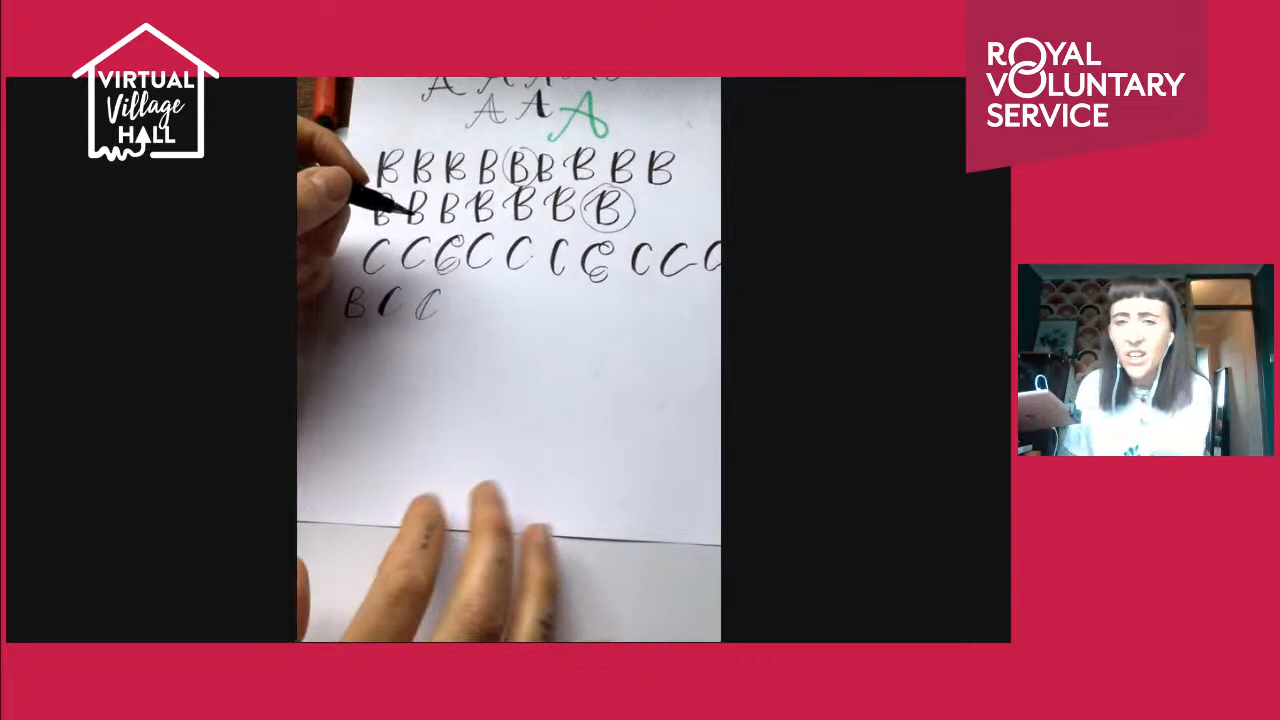 VIRTUAL
Village
HALL
ROYAL
VOLUNTARY
SERVICE
A A A
A A A
B B B B B B B B B
B B B B B B B
C C C C C C C C C C
B C C